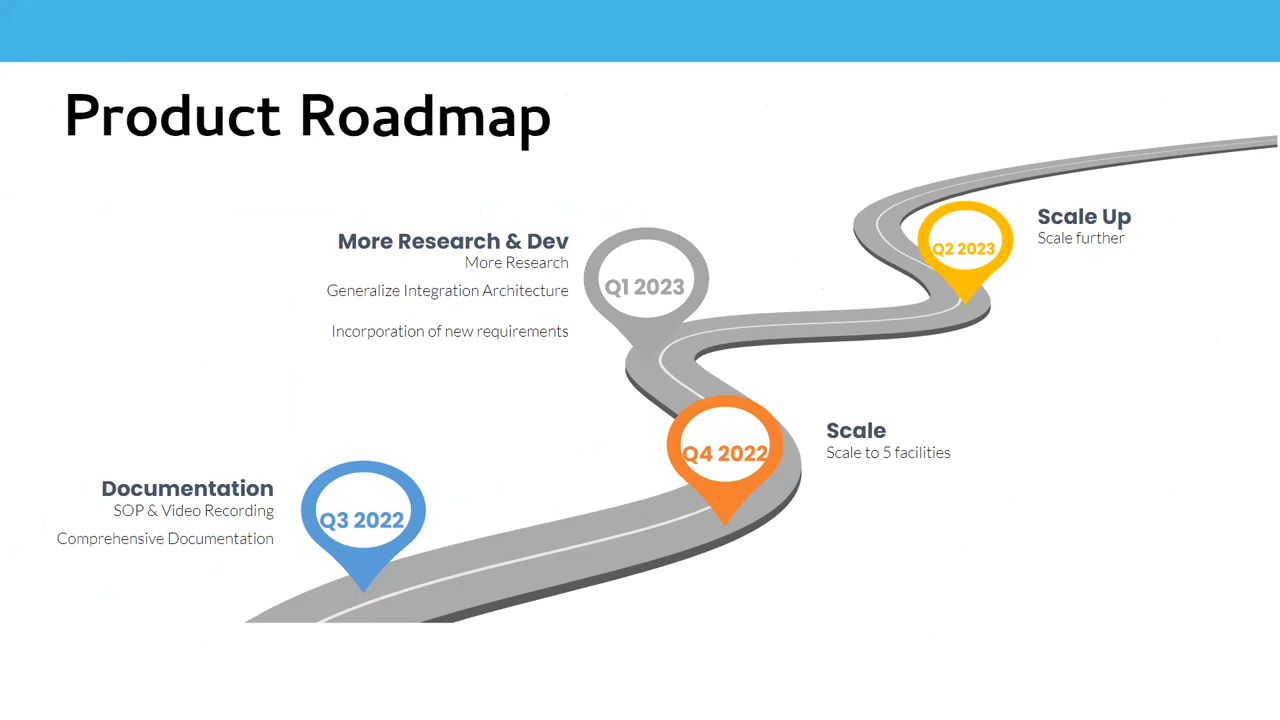 Product Roadmap
More Research & Dev
More Research
Generalize Integration Architecture
Incorporation of new requirements
Q1 2023
Q2 2023
Scale Up
Scale further
Documentation
SOP & Video Recording
Comprehensive Documentation
Q3 2022
Q4 2022
Scale
Scale to 5 facilities